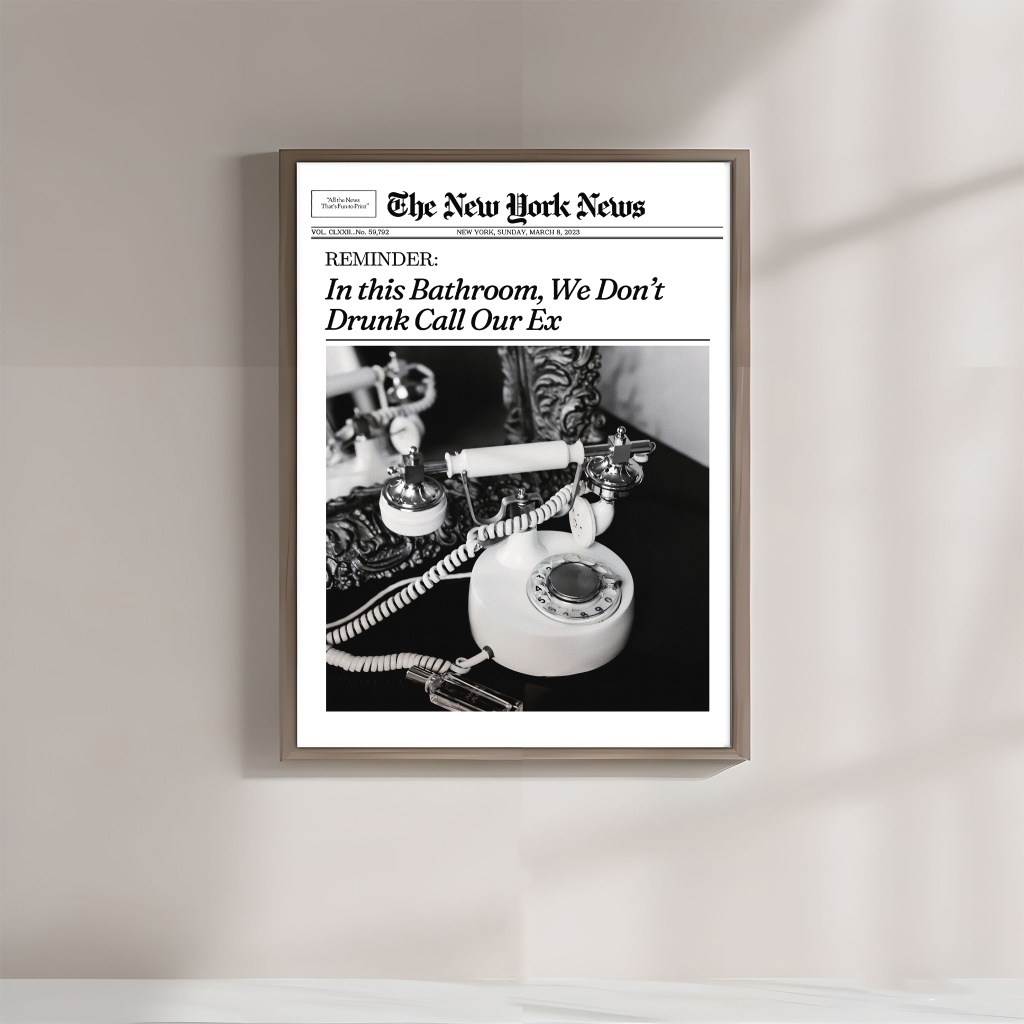 "All the News
That's Fun to Print"
The New York News
VOL. CLXXII...No. 59,792
NEW YORK, SUNDAY, MARCH 8, 2023
REMINDER:
In this Bathroom, We Don't
Drunk Call Our Ex